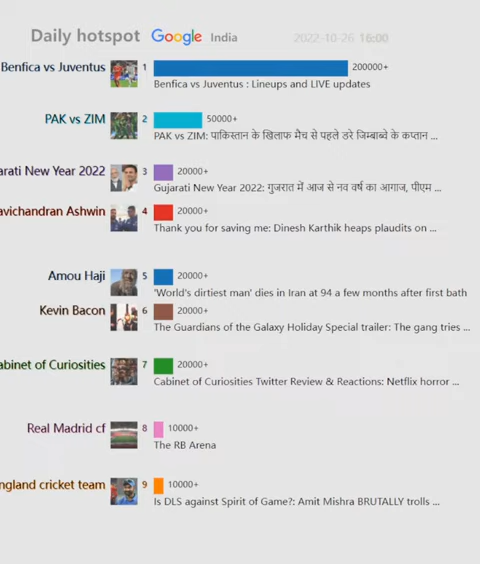 Daily hotspot Google India 2022-10-26 16:00
Benfica vs Juventus 1 200000+
Benfica vs Juventus : Lineups and LIVE updates
PAK vs ZIM 2 50000+
PAK vs ZIM: पाकिस्तान के खिलाफ मैच से पहले डरे जिम्बाब्वे के कप्तान ...
arati New Year 2022 3 20000+
Gujarati New Year 2022: गुजरात में आज से नव वर्ष का आगाज, पीएम ...
avichandran Ashwin 4 20000+
Thank you for saving me: Dinesh Karthik heaps plaudits on ...
Amou Haji 5 20000+
'World's dirtiest man' dies in Iran at 94 a few months after first bath
Kevin Bacon 6 20000+
The Guardians of the Galaxy Holiday Special trailer: The gang tries ...
abinet of Curiosities 7 20000+
Cabinet of Curiosities Twitter Review & Reactions: Netflix horror ...
Real Madrid cf 8 10000+
The RB Arena
ngland cricket team 9 10000+
Is DLS against Spirit of Game?: Amit Mishra BRUTALLY trolls ...